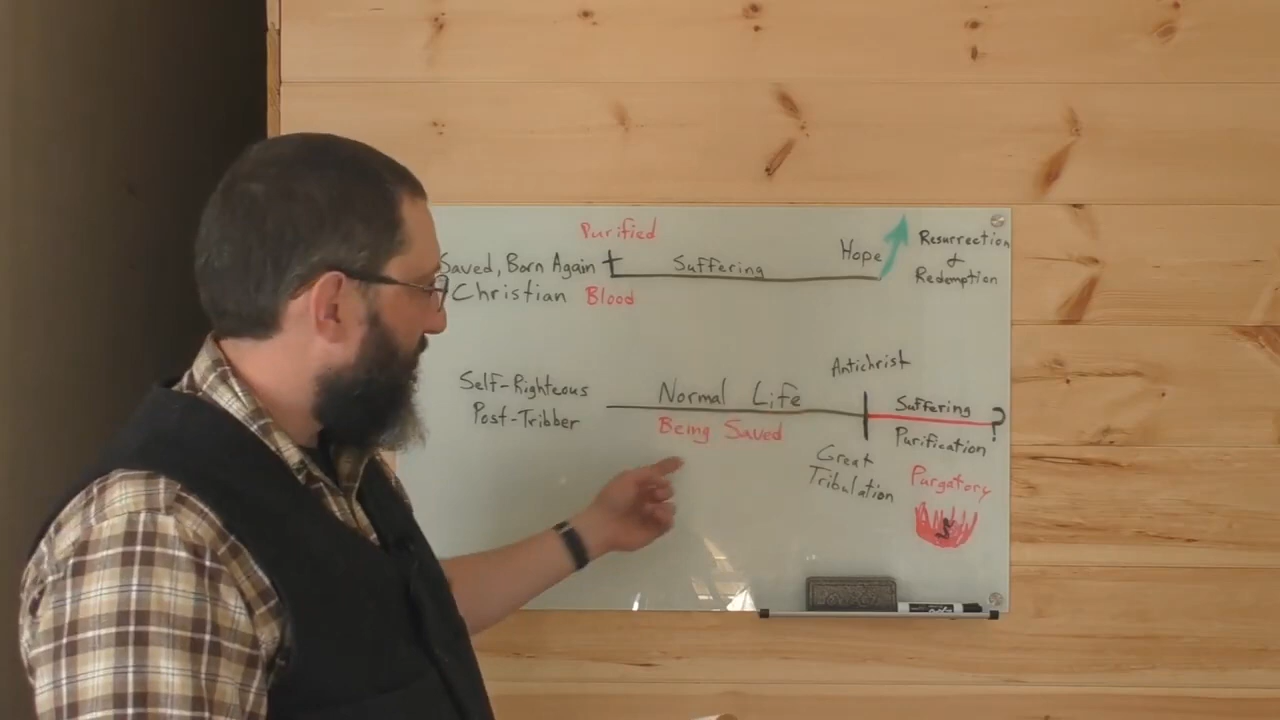 Purified
Saved, Born Again
Christian
Blood
Suffering
Hope
Resurrection
&
Redemption
Self-Righteous
Post-Tribber
Normal Life
Being Saved
Antichrist
Great
Tribulation
Suffering
?
Purification
Purgatory